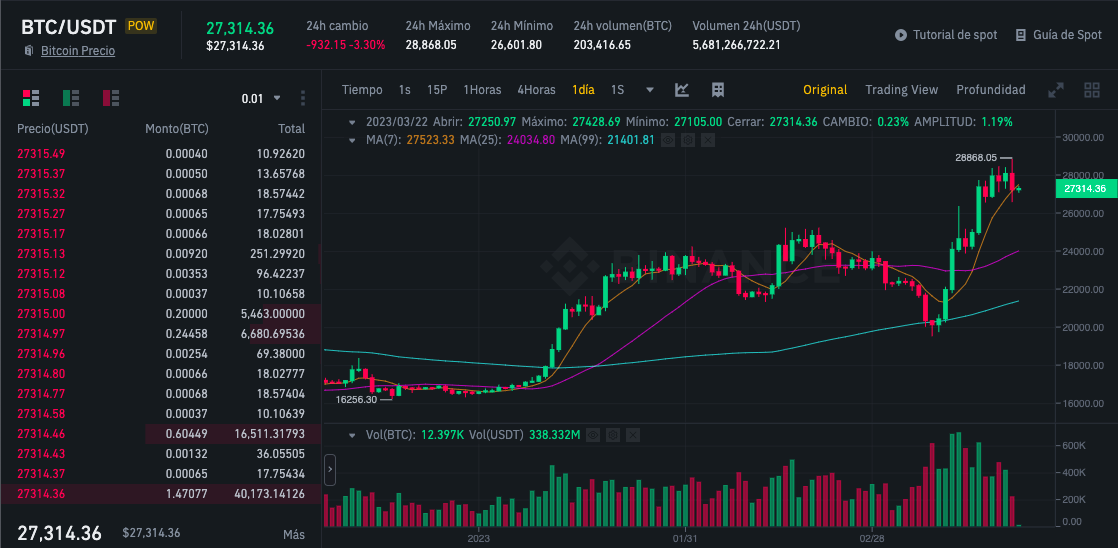 BTC/USDT POW
Bitcoin Precio
27,314.36
$27,314.36
24h cambio
-932.15 -3.30%
24h Máximo
28,868.05
24h Mínimo
26,601.80
24h volumen(BTC)
203,416.65
Volumen 24h(USDT)
5,681,266,722.21
Tutorial de spot
Guía de Spot
0.01
Precio(USDT) Monto(BTC) Total
27315.49 0.00040 10.92620
27315.37 0.00050 13.65768
27315.32 0.00068 18.57442
27315.27 0.00065 17.75493
27315.17 0.00066 18.02801
27315.13 0.00920 251.29920
27315.12 0.00353 96.42237
27315.08 0.00037 10.10658
27315.00 0.20000 5,463.00000
27314.97 0.24458 6,680.69536
27314.96 0.00254 69.38000
27314.80 0.00066 18.02777
27314.77 0.00068 18.57404
27314.58 0.00037 10.10639
27314.46 0.60449 16,511.31793
27314.43 0.00132 36.05505
27314.37 0.00065 17.75434
27314.36 1.47077 40,173.14126
27,314.36 $27,314.36 Más
Tiempo 1s 15P 1Horas 4Horas 1día 1S
Original Trading View Profundidad
2023/03/22 Abrir: 27250.97 Máximo: 27428.69 Mínimo: 27105.00 Cerrar: 27314.36 CAMBIO: 0.23% AMPLITUD: 1.19%
MA(7): 27523.33 MA(25): 24034.80 MA(99): 21401.81
BINANCE
28868.05
16256.30
30000.00
28000.00
27314.36
26000.00
24000.00
22000.00
20000.00
18000.00
16000.00
Vol(BTC): 12.397K Vol(USDT) 338.332M
600K
400K
200K
0.00
2023 01/31 02/28